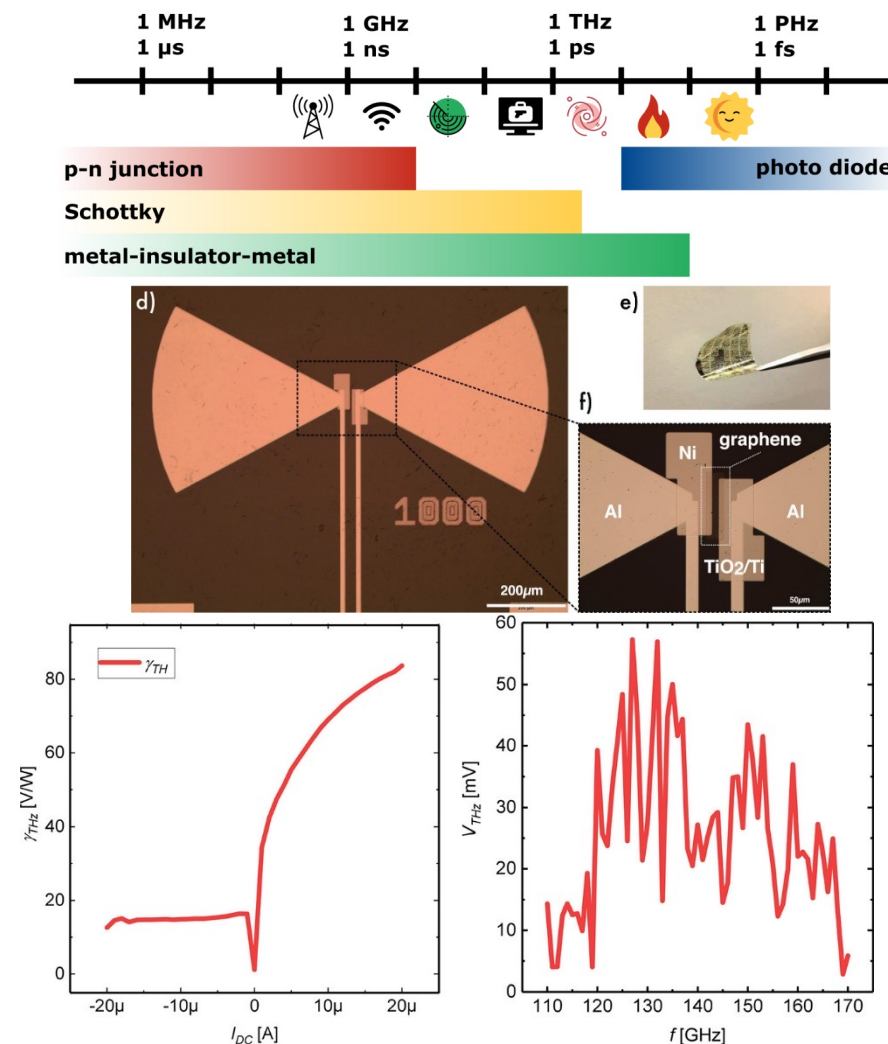 1 MHz
1 µs
1 GHz
1 ns
1 THz
1 ps
1 PHz
1 fs
p-n junction
photo diode
Schottky
metal-insulator-metal
d)
1000
200µm
e)
f)
graphene
Ni
Al
Al
TiO2/Ti
50µm
γTH
γTHz [V/W]
80
60
40
20
0
-20µ
-10µ
0
10µ
20µ
IDC [A]
VTHz [mV]
60
50
40
30
20
10
0
110
120
130
140
150
160
170
f [GHz]